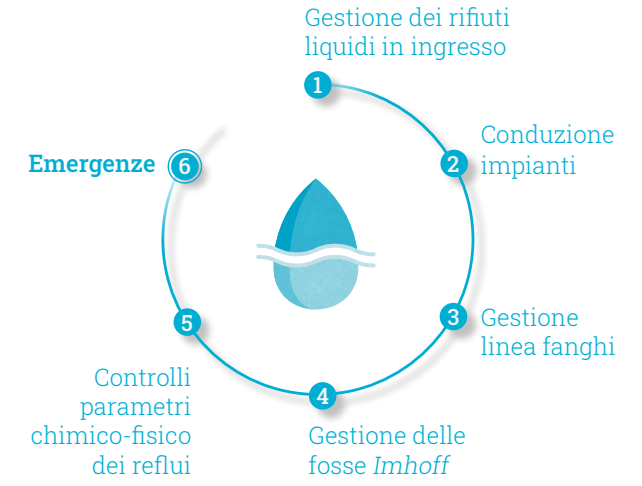 Gestione dei rifiuti
liquidi in ingresso
1
Conduzione
impianti
2
3
Gestione
linea fanghi
4
Gestione delle
fosse Imhoff
5
Controlli
parametri
chimico-fisico
dei reflui
Emergenze 6